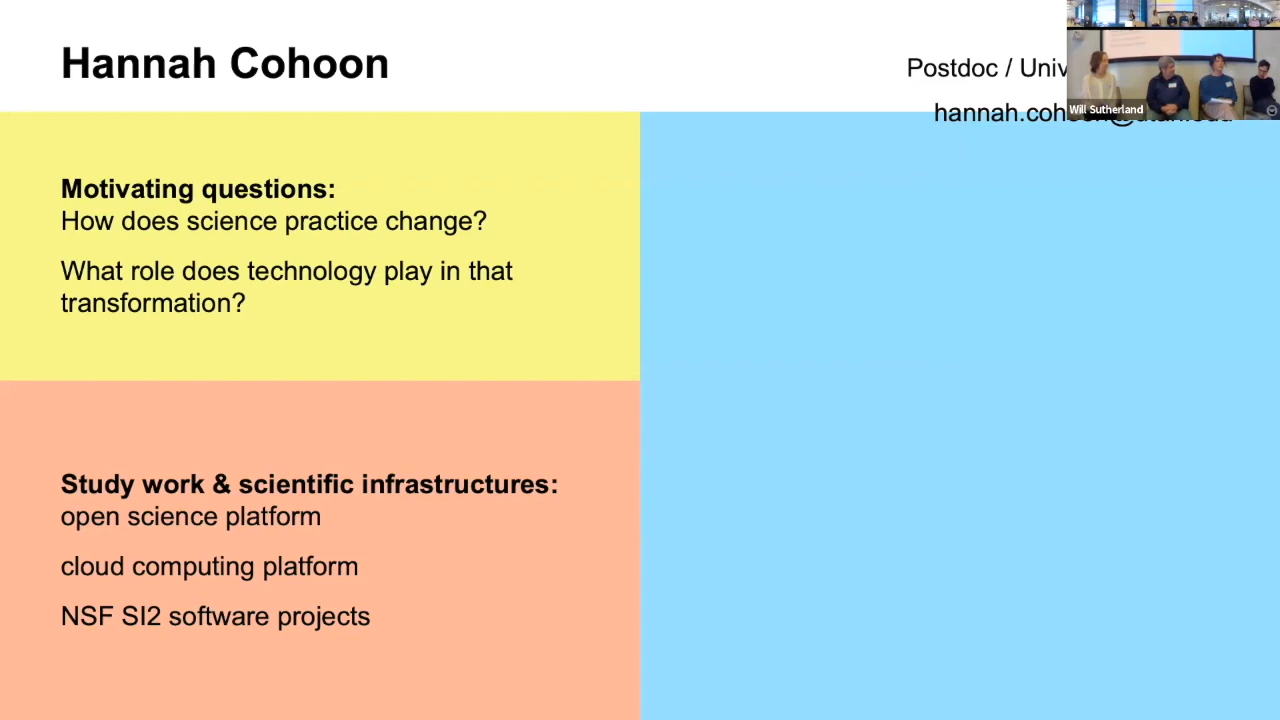 Hannah Cohoon
Postdoc / Univ
hannah.coh
Will Sutherland
Motivating questions:
How does science practice change?
What role does technology play in that
transformation?
Study work & scientific infrastructures:
open science platform
cloud computing platform
NSF SI2 software projects